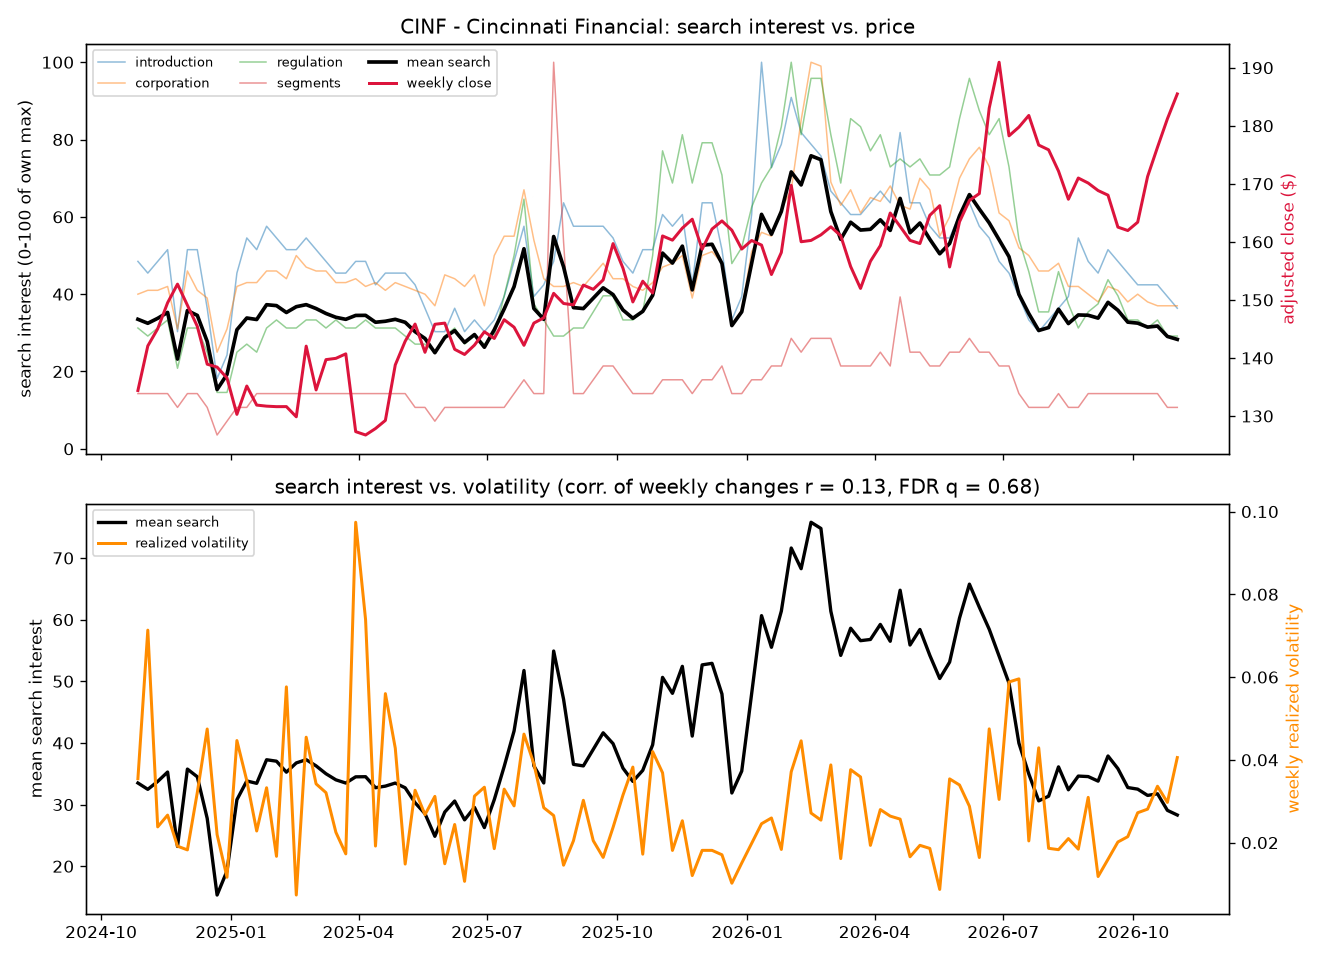 CINF - Cincinnati Financial: search interest vs. price
introduction
corporation
regulation
segments
mean search
weekly close
search interest (0-100 of own max)
100
80
60
40
20
0
adjusted close ($)
190
180
170
160
150
140
130
search interest vs. volatility (corr. of weekly changes r = 0.13, FDR q = 0.68)
mean search
realized volatility
mean search interest
70
60
50
40
30
20
weekly realized volatility
0.10
0.08
0.06
0.04
0.02
2024-10 2025-01 2025-04 2025-07 2025-10 2026-01 2026-04 2026-07 2026-10